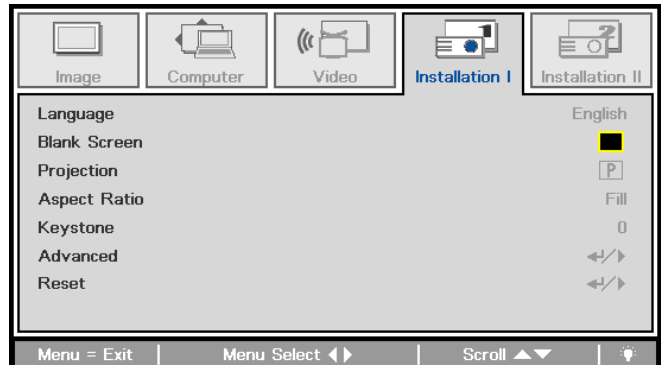 Image Computer Video Installation I Installation II
Language English
Blank Screen
Projection P
Aspect Ratio Fill
Keystone 0
Advanced
Reset
Menu = Exit Menu Select Scroll